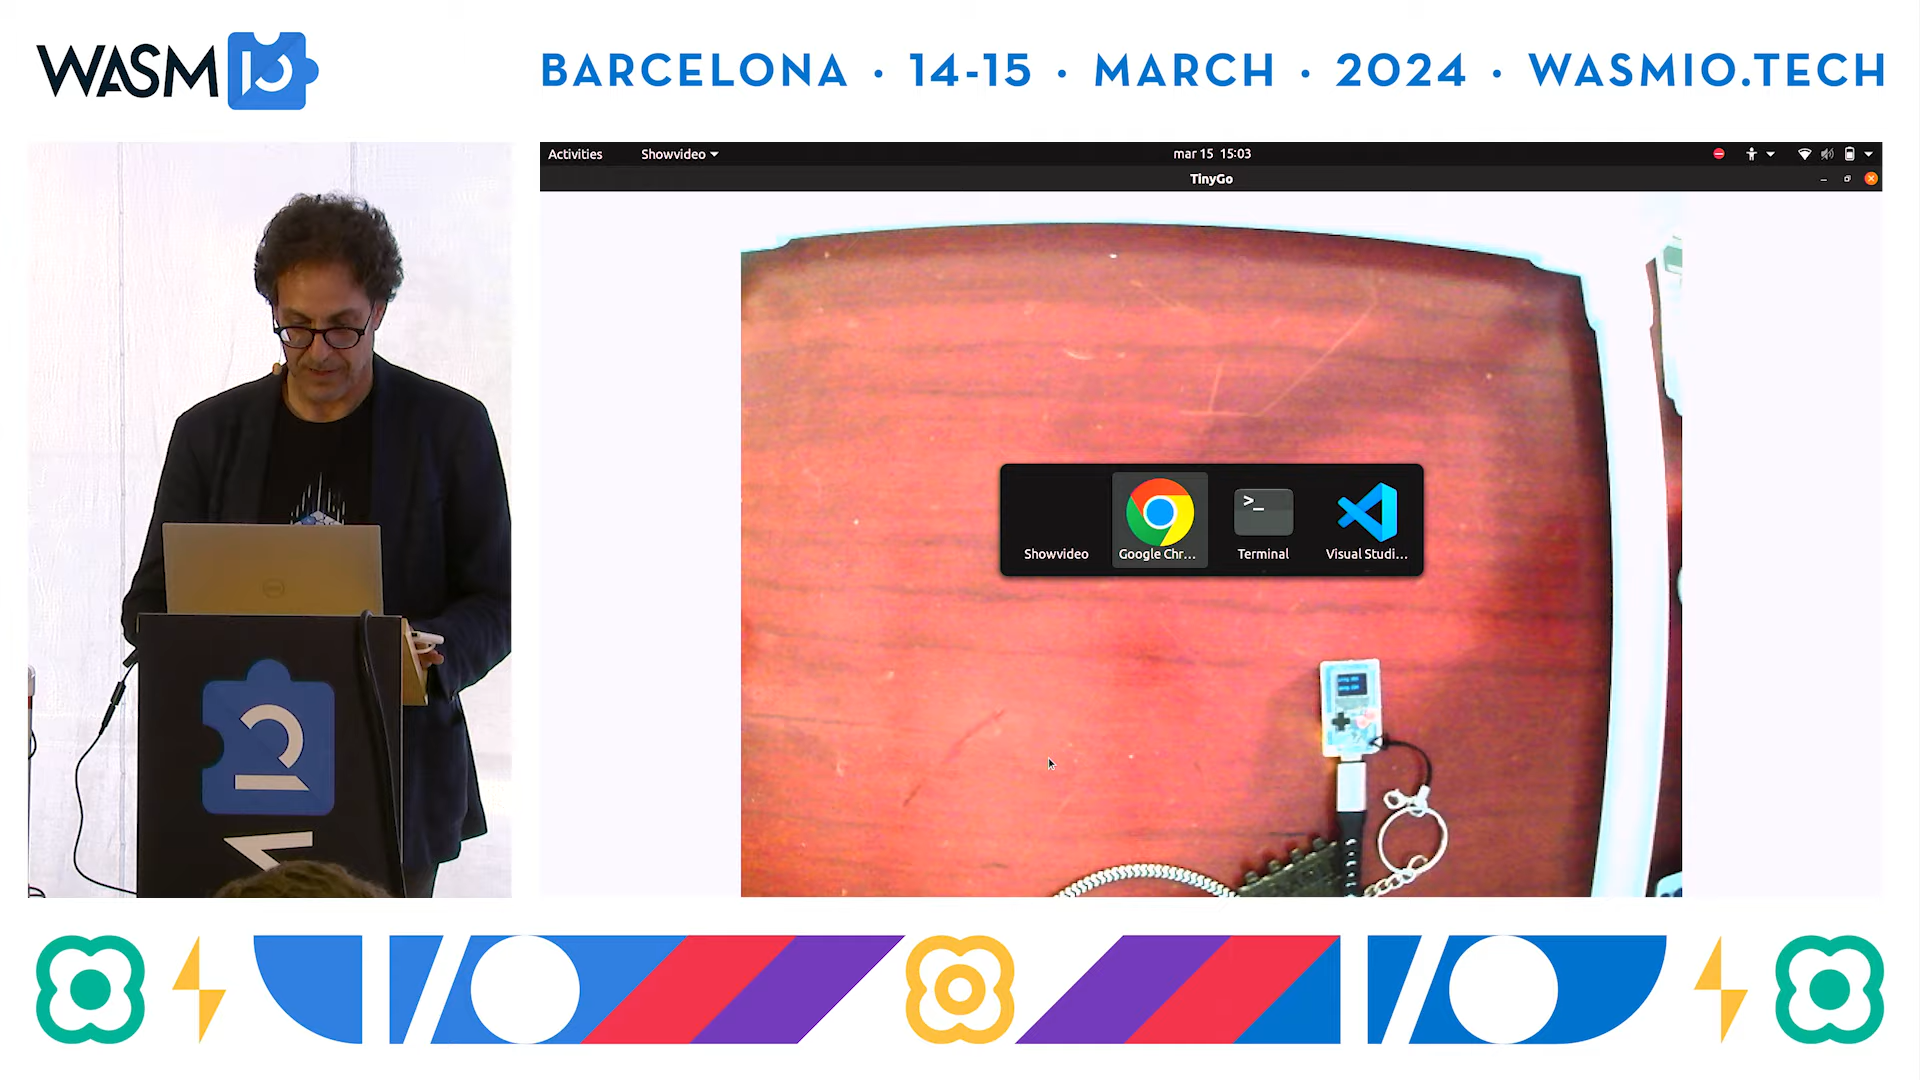 WASM IO
BARCELONA · 14-15 · MARCH · 2024 · WASMIO.TECH
Activities
Showvideo
mar 15 15:03
TinyGo
Showvideo
Google Chr...
Terminal
Visual Studi...